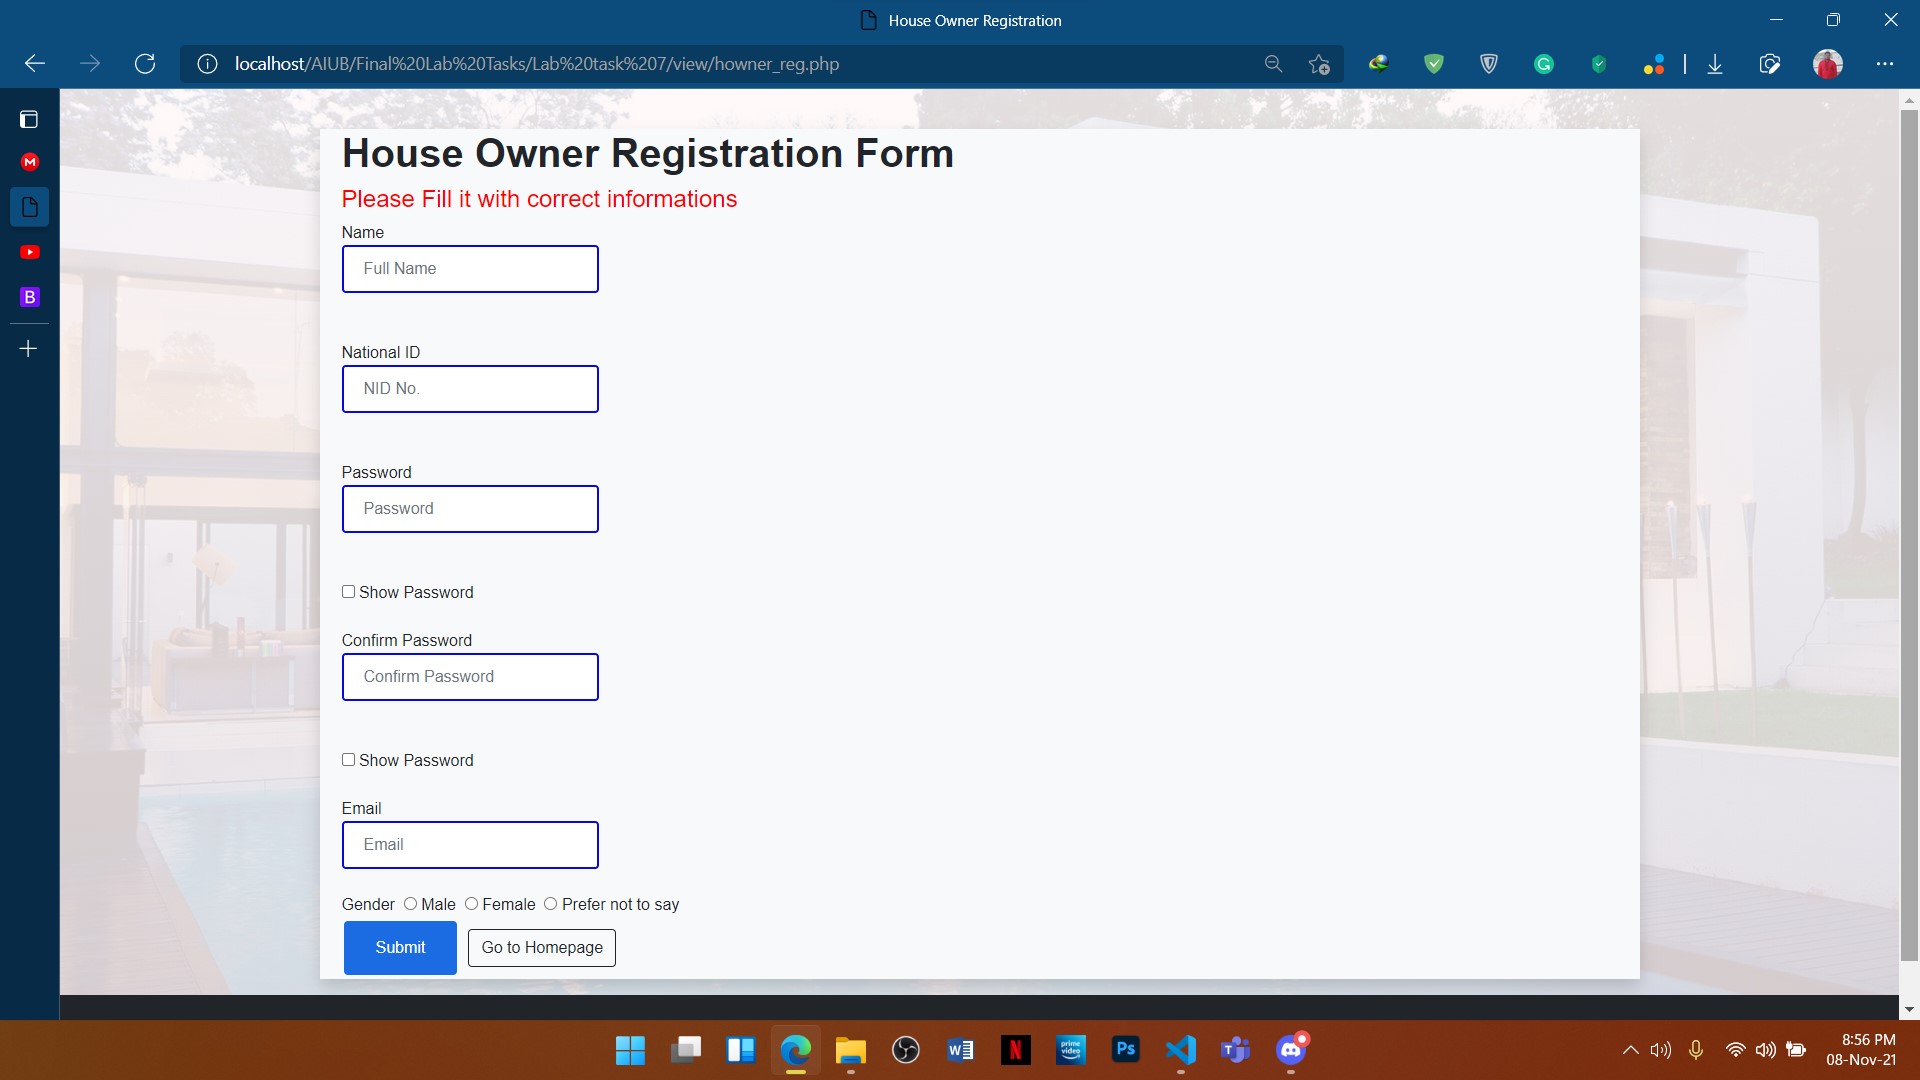 House Owner Registration
localhost/AIUB/Final%20Lab%20Tasks/Lab%20task%207/view/howner_reg.php
House Owner Registration Form
Please Fill it with correct informations
Name
Full Name
National ID
NID No.
Password
Password
Show Password
Confirm Password
Confirm Password
Show Password
Email
Email
Gender Male Female Prefer not to say
Submit Go to Homepage
M
B
G
W N prime video Ps T
8:56 PM
08-Nov-21